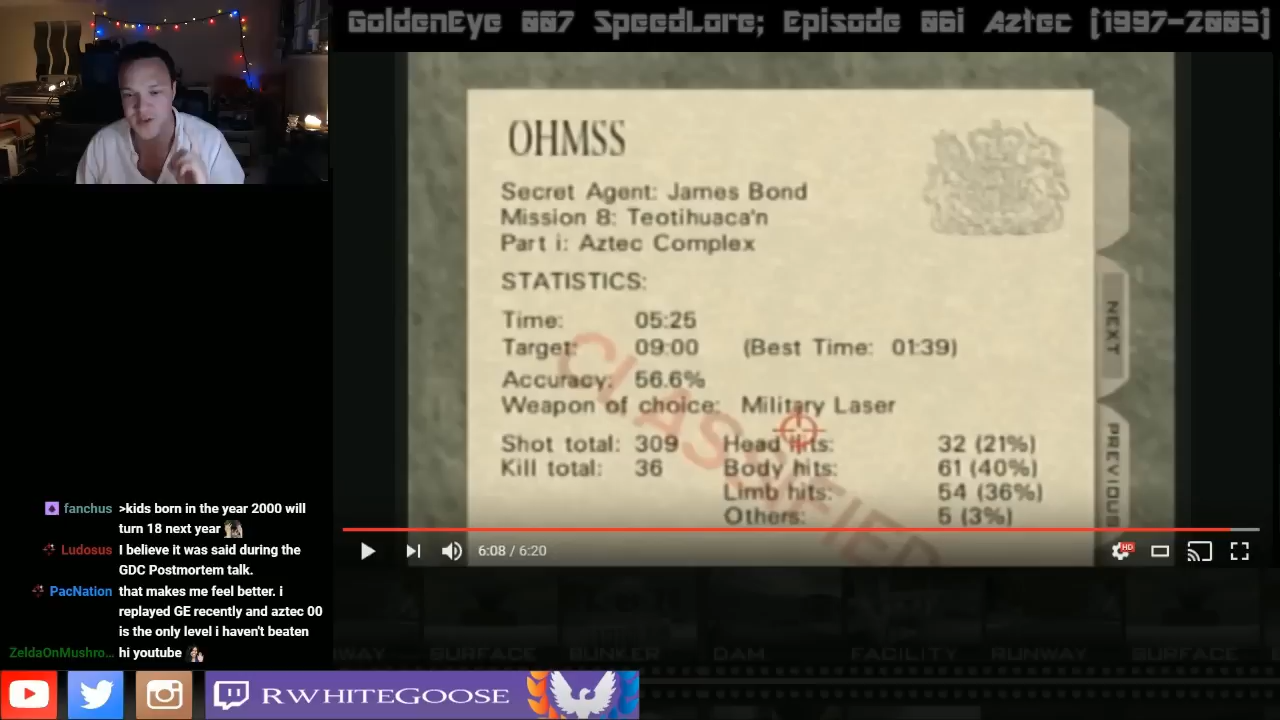 GoldenEye 007 SpeedLore; Episode 06i Aztec [1997-2005]
OHMSS
Secret Agent: James Bond
Mission 8: Teotihuaca'n
Part i: Aztec Complex
STATISTICS:
Time: 05:25
Target: 09:00 (Best Time: 01:39)
Accuracy: 56.6%
Weapon of choice: Military Laser
Shot total: 309 Head hits: 32 (21%)
Kill total: 36 Body hits: 61 (40%)
Limb hits: 54 (36%)
Others: 5 (3%)
CLASSIFIED
NEXT
PREVIOUS
6:08 / 6:20
HD
SURFACE BUNKER DAM FACILITY RUNWAY SURFACE
fanchus >kids born in the year 2000 will
turn 18 next year
Ludosus I believe it was said during the
GDC Postmortem talk.
PacNation that makes me feel better. i
replayed GE recently and aztec 00
is the only level i haven't beaten
ZeldaOnMushro... hi youtube
RWHITEGOOSE